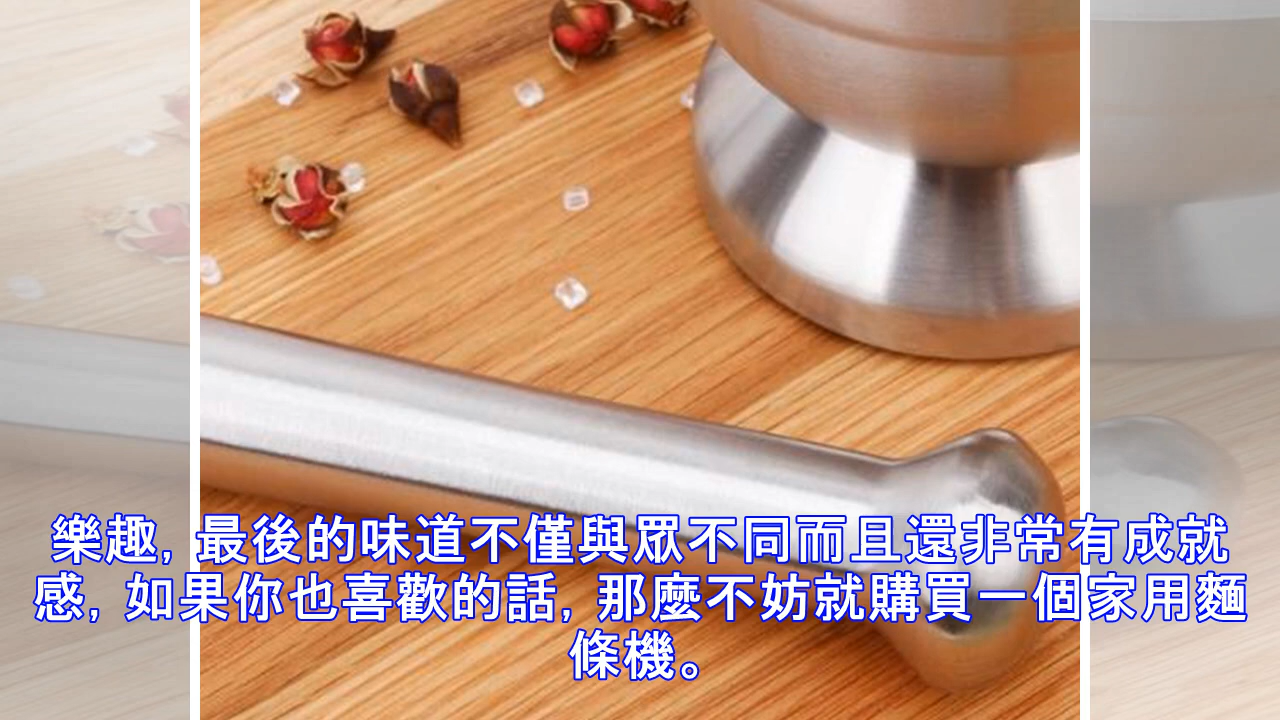 樂趣, 最後的味道不僅與眾不同而且還非常有成就
感, 如果你也喜歡的話, 那麼不妨就購買一個家用麵
條機。